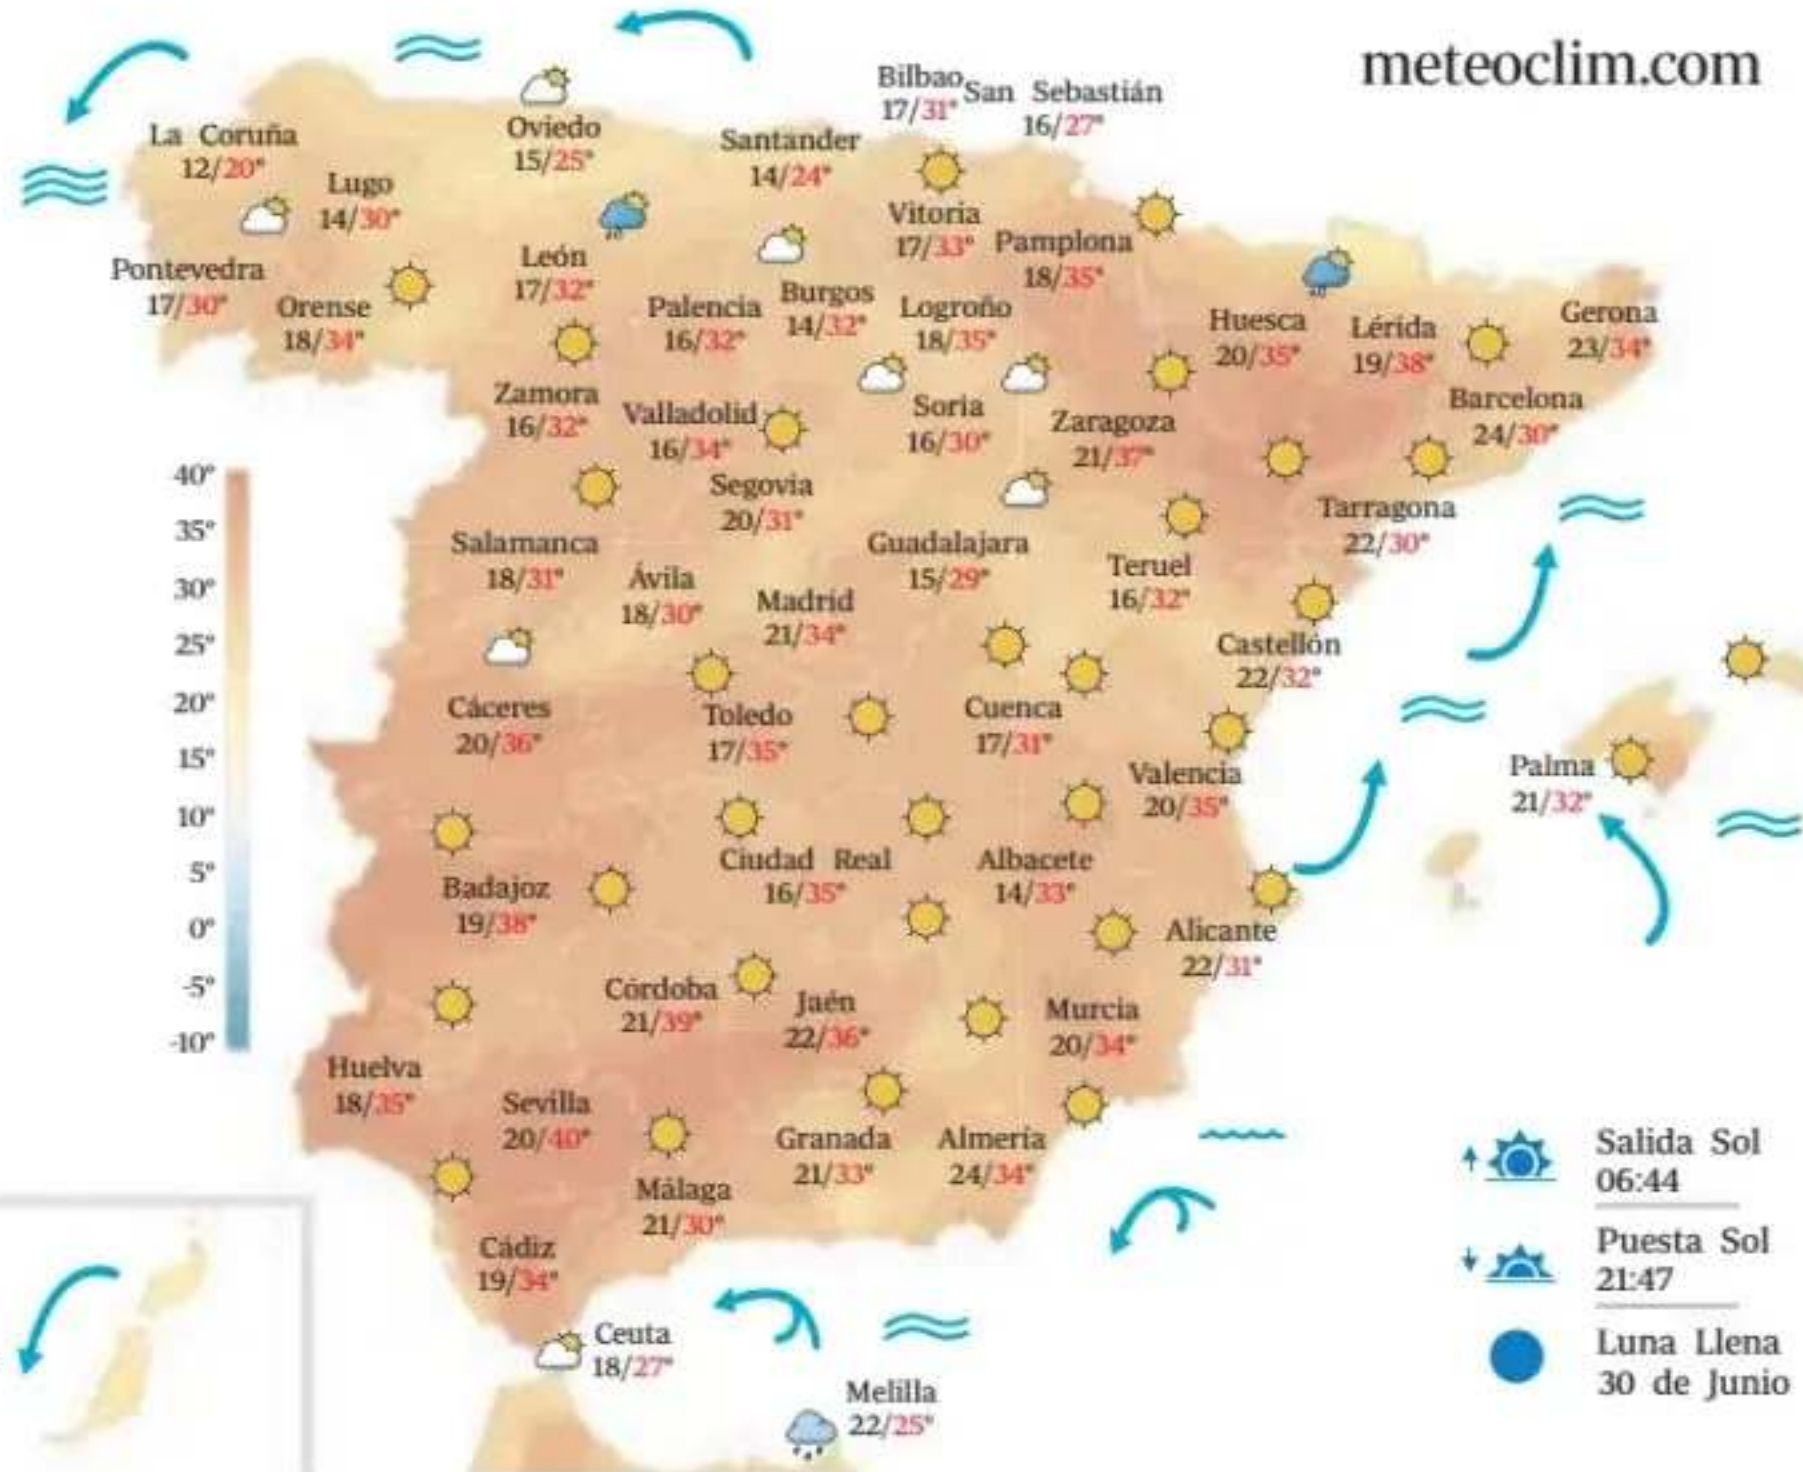 meteoclim.com
Bilbao
17/31°
San Sebastián
16/27°
La Coruña
12/20°
Oviedo
15/25°
Santander
14/24°
Lugo
14/30°
Vitoria
17/33°
Pamplona
18/35°
Pontevedra
17/30°
Orense
18/34°
León
17/32°
Palencia
16/32°
Burgos
14/32°
Logroño
18/35°
Huesca
20/35°
Lérida
19/38°
Gerona
23/34°
Zamora
16/32°
Valladolid
16/34°
Soria
16/30°
Zaragoza
21/37°
Barcelona
24/30°
Segovia
20/31°
Tarragona
22/30°
Salamanca
18/31°
Ávila
18/30°
Madrid
21/34°
Guadalajara
15/29°
Teruel
16/32°
Castellón
22/32°
Cáceres
20/36°
Toledo
17/35°
Cuenca
17/31°
Valencia
20/35°
Palma
21/32°
Badajoz
19/38°
Ciudad Real
16/35°
Albacete
14/33°
Alicante
22/31°
Córdoba
21/39°
Jaén
22/36°
Murcia
20/34°
Huelva
18/35°
Sevilla
20/40°
Granada
21/33°
Almería
24/34°
Málaga
21/30°
Cádiz
19/34°
Ceuta
18/27°
Melilla
22/25°
40°
35°
30°
25°
20°
15°
10°
5°
0°
-5°
-10°
Salida Sol
06:44
Puesta Sol
21:47
Luna Llena
30 de Junio